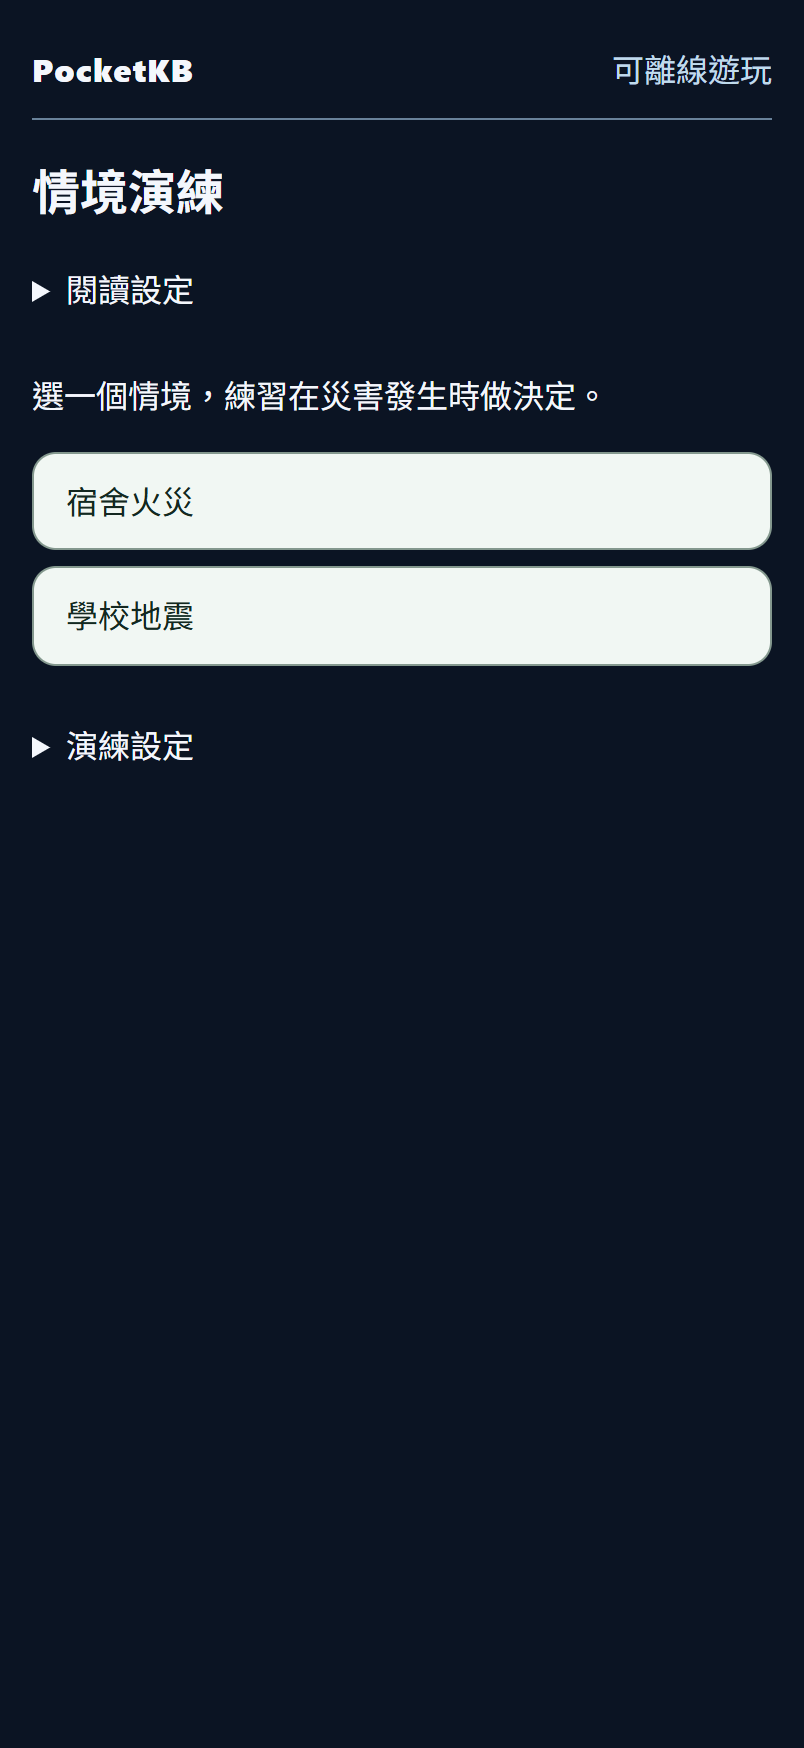 PocketKB
可離線遊玩
情境演練
閱讀設定
選一個情境，練習在災害發生時做決定。
宿舍火災
學校地震
演練設定